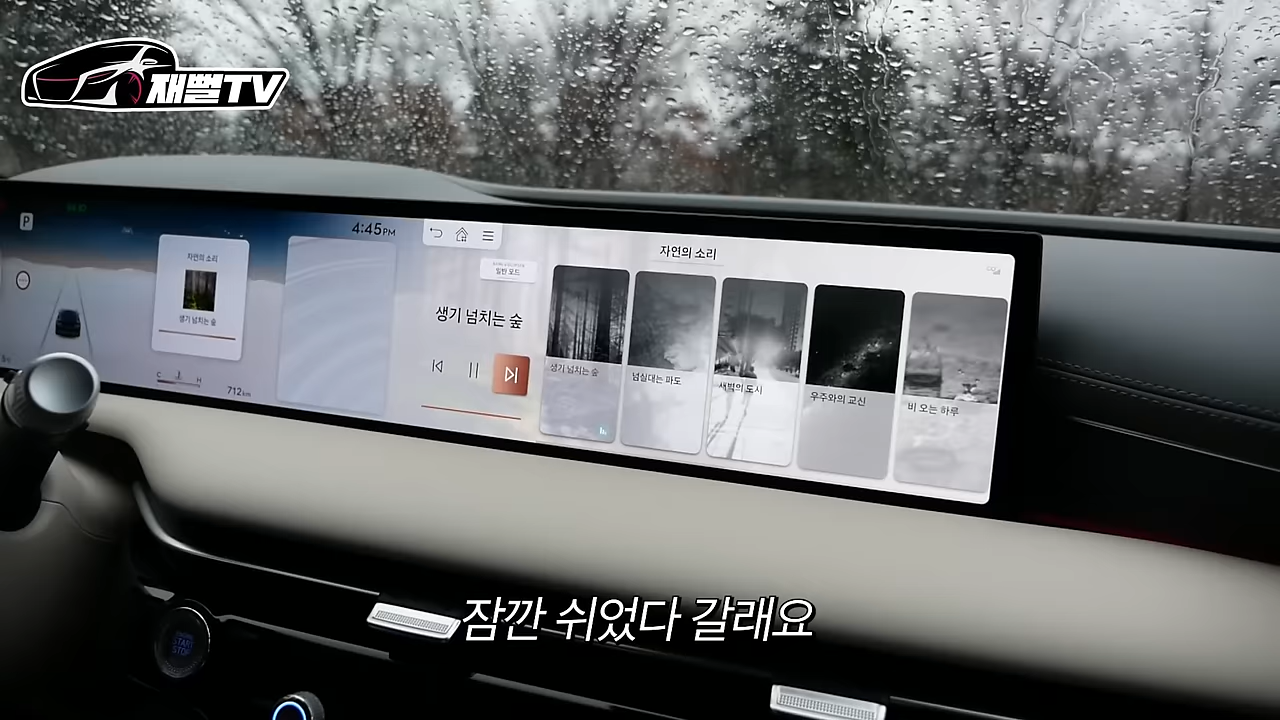 재뻘TV
P
4:45PM
자연의 소리
생기 넘치는 숲
C H
712km
일반 모드
생기 넘치는 숲
자연의 소리
생기 넘치는 숲
넘실대는 파도
새벽의 도시
우주와의 교신
비 오는 하루
START
STOP
잠깐 쉬었다 갈래요